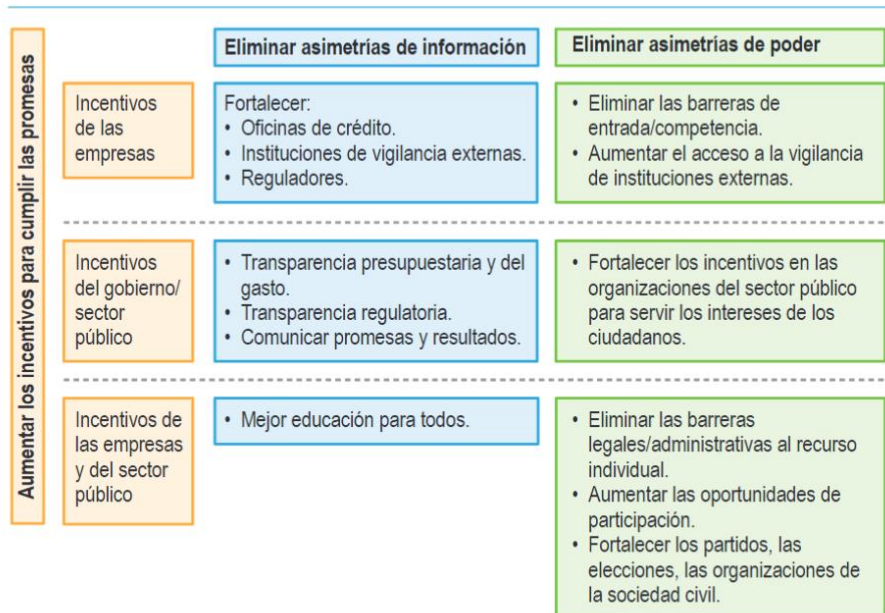 Aumentar los incentivos para cumplir las promesas
Eliminar asimetrías de información
Eliminar asimetrías de poder
Incentivos
de las
empresas
Fortalecer:
• Oficinas de crédito.
• Instituciones de vigilancia externas.
• Reguladores.
• Eliminar las barreras de
entrada/competencia.
• Aumentar el acceso a la vigilancia
de instituciones externas.
Incentivos
del gobierno/
sector
público
• Transparencia presupuestaria y del
gasto.
• Transparencia regulatoria.
• Comunicar promesas y resultados.
• Fortalecer los incentivos en las
organizaciones del sector público
para servir los intereses de los
ciudadanos.
Incentivos de
las empresas
y del sector
público
• Mejor educación para todos.
• Eliminar las barreras
legales/administrativas al recurso
individual.
• Aumentar las oportunidades de
participación.
• Fortalecer los partidos, las
elecciones, las organizaciones de
la sociedad civil.